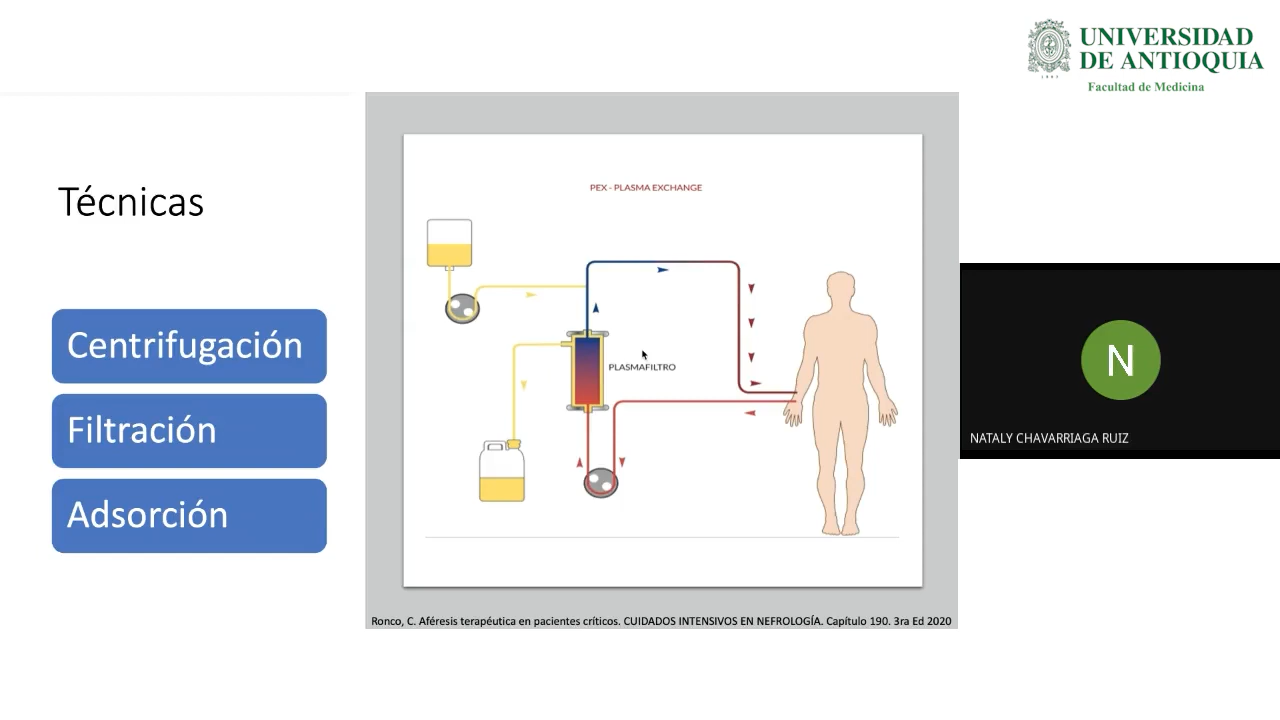 UNIVERSIDAD
DE ANTIOQUIA
1803
Facultad de Medicina
Técnicas
Centrifugación
Filtración
Adsorción
PEX - PLASMA EXCHANGE
PLASMAFILTRO
Ronco, C. Aféresis terapéutica en pacientes críticos. CUIDADOS INTENSIVOS EN NEFROLOGÍA. Capítulo 190. 3ra Ed 2020
N
NATALY CHAVARRIAGA RUIZ